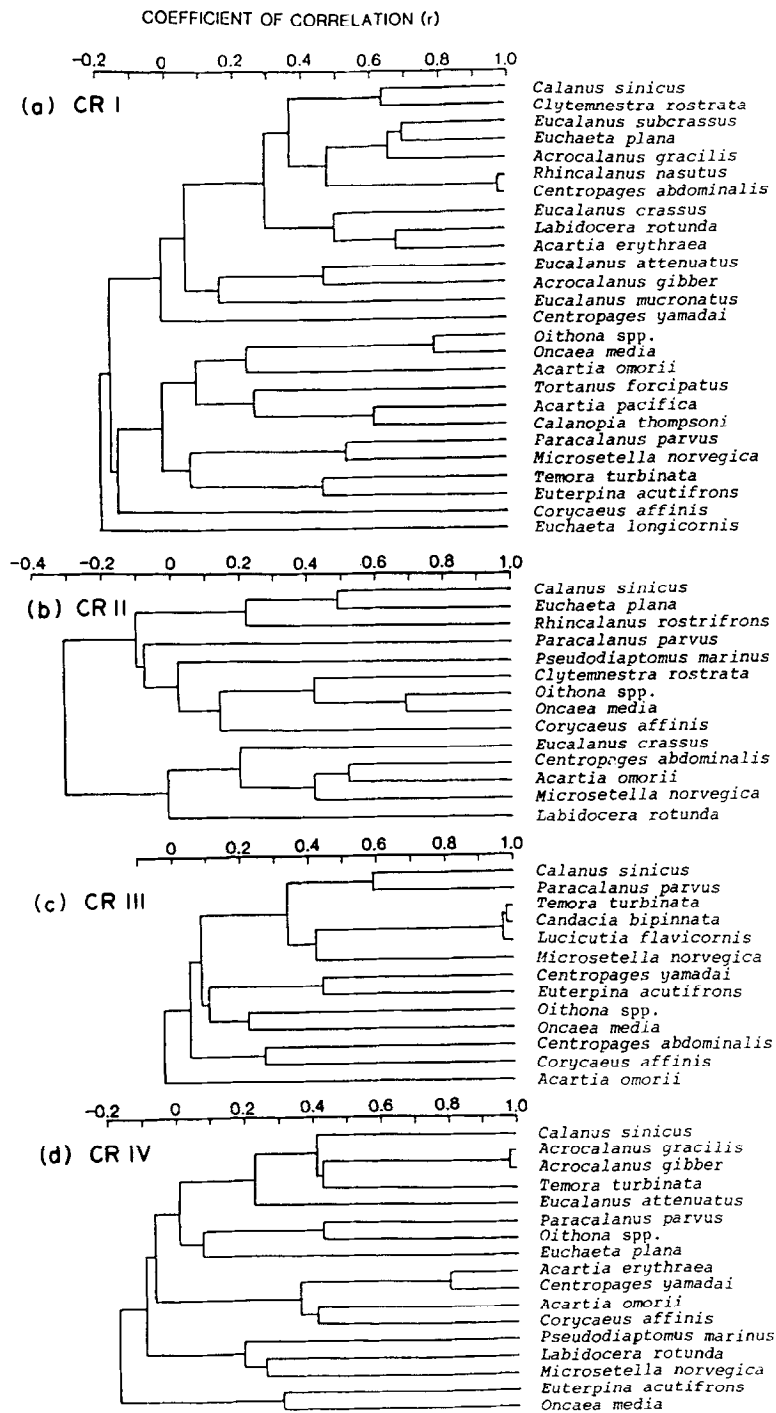 COEFFICIENT OF CORRELATION (r)
-0.2 0 0.2 0.4 0.6 0.8 1.0
(a) CR I
Calanus sinicus
Clytemnestra rostrata
Eucalanus subcrassus
Euchaeta plana
Acrocalanus gracilis
Rhincalanus nasutus
Centropages abdominalis
Eucalanus crassus
Labidocera rotunda
Acartia erythraea
Eucalanus attenuatus
Acrocalanus gibber
Eucalanus mucronatus
Centropages yamadai
Oithona spp.
Oncaea media
Acartia omorii
Tortanus forcipatus
Acartia pacifica
Calanopia thompsoni
Paracalanus parvus
Microsetella norvegica
Temora turbinata
Euterpina acutifrons
Corycaeus affinis
Euchaeta longicornis
-0.4 -0.2 0 0.2 0.4 0.6 0.8 1.0
(b) CR II
Calanus sinicus
Euchaeta plana
Rhincalanus rostrifrons
Paracalanus parvus
Pseudodiaptomus marinus
Clytemnestra rostrata
Oithona spp.
Oncaea media
Corycaeus affinis
Eucalanus crassus
Centropages abdominalis
Acartia omorii
Microsetella norvegica
Labidocera rotunda
0 0.2 0.4 0.6 0.8 1.0
(c) CR III
Calanus sinicus
Paracalanus parvus
Temora turbinata
Candacia bipinnata
Lucicutia flavicornis
Microsetella norvegica
Centropages yamadai
Euterpina acutifrons
Oithona spp.
Oncaea media
Centropages abdominalis
Corycaeus affinis
Acartia omorii
-0.2 0 0.2 0.4 0.6 0.8 1.0
(d) CR IV
Calanus sinicus
Acrocalanus gracilis
Acrocalanus gibber
Temora turbinata
Eucalanus attenuatus
Paracalanus parvus
Oithona spp.
Euchaeta plana
Acartia erythraea
Centropages yamadai
Acartia omorii
Corycaeus affinis
Pseudodiaptomus marinus
Labidocera rotunda
Microsetella norvegica
Euterpina acutifrons
Oncaea media